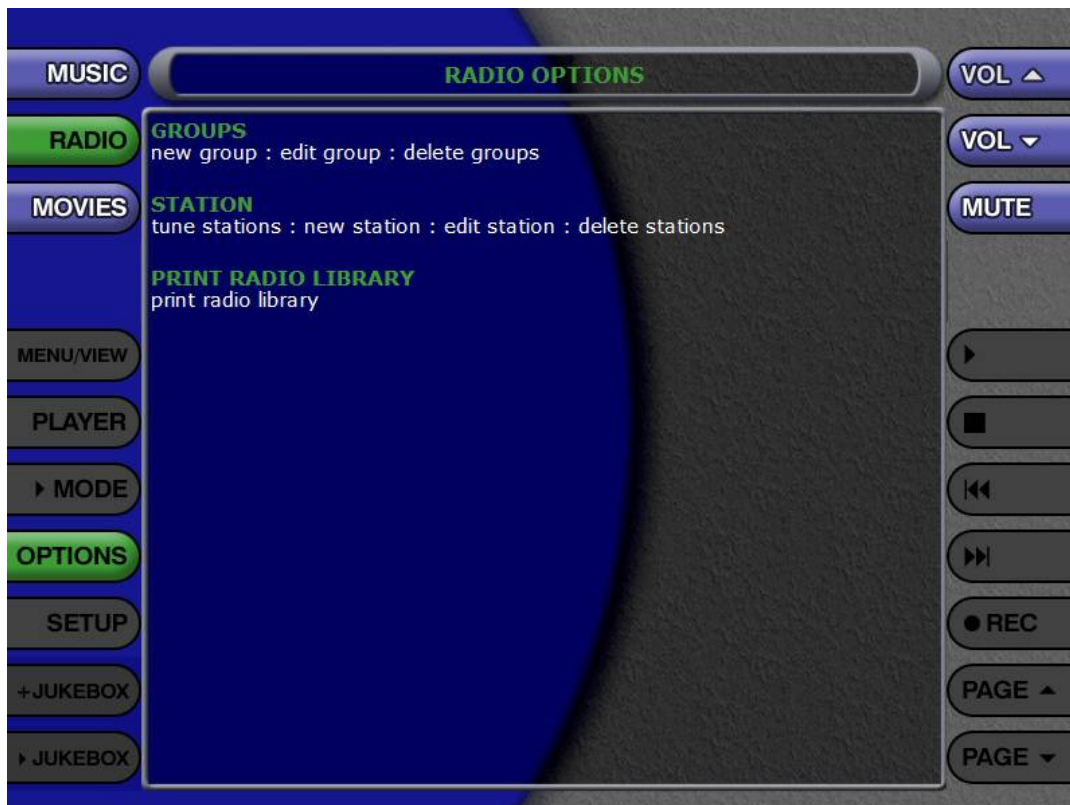 MUSIC
RADIO
MOVIES
MENU/VIEW
PLAYER
MODE
OPTIONS
SETUP
+JUKEBOX
JUKEBOX
RADIO OPTIONS
GROUPS
new group : edit group : delete groups
STATION
tune stations : new station : edit station : delete stations
PRINT RADIO LIBRARY
print radio library
VOL
VOL
MUTE
REC
PAGE
PAGE